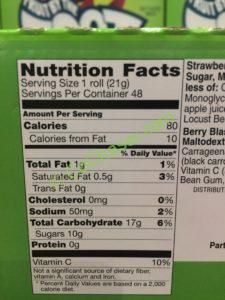 FRUIT BY THE
Nutrition Facts
Serving Size 1 roll (21g)
Servings Per Container 48
Amount Per Serving
Calories 80
Calories from Fat 10
% Daily Value*
Total Fat 1g 1%
Saturated Fat 0.5g 3%
Trans Fat 0g
Cholesterol 0mg 0%
Sodium 50mg 2%
Total Carbohydrate 17g 6%
Sugars 10g
Protein 0g
Vitamin C 10%
Not a significant source of dietary fiber,
vitamin A, calcium and iron.
* Percent Daily Values are based on a 2,000
calorie diet.
Strawber
Sugar, M
less of: C
Monoglyc
apple juic
Locust Be
Berry Blas
Maltodext
Carrageen
(black carr
Vitamin C (
Bean Gum,
DISTRIBUT